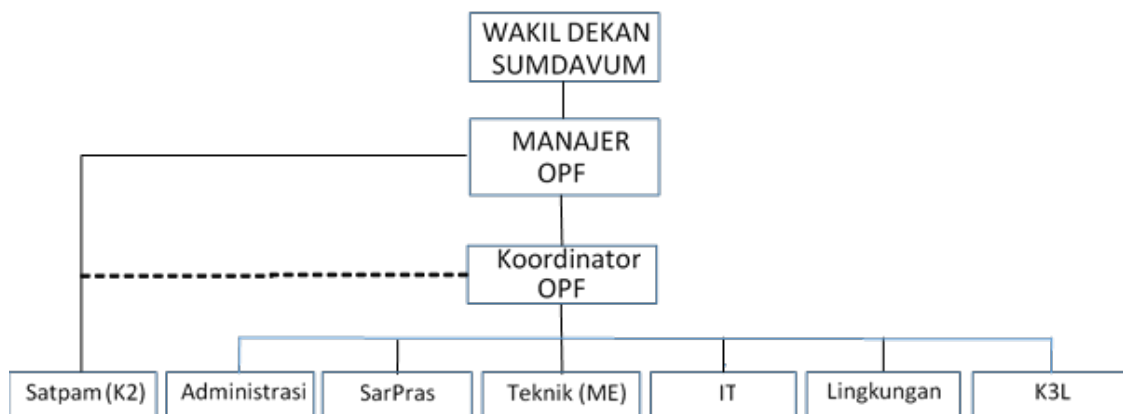 WAKIL DEKAN
SUMDAVUM
MANAJER
OPF
Koordinator
OPF
Satpam (K2)
Administrasi
SarPras
Teknik (ME)
IT
Lingkungan
K3L